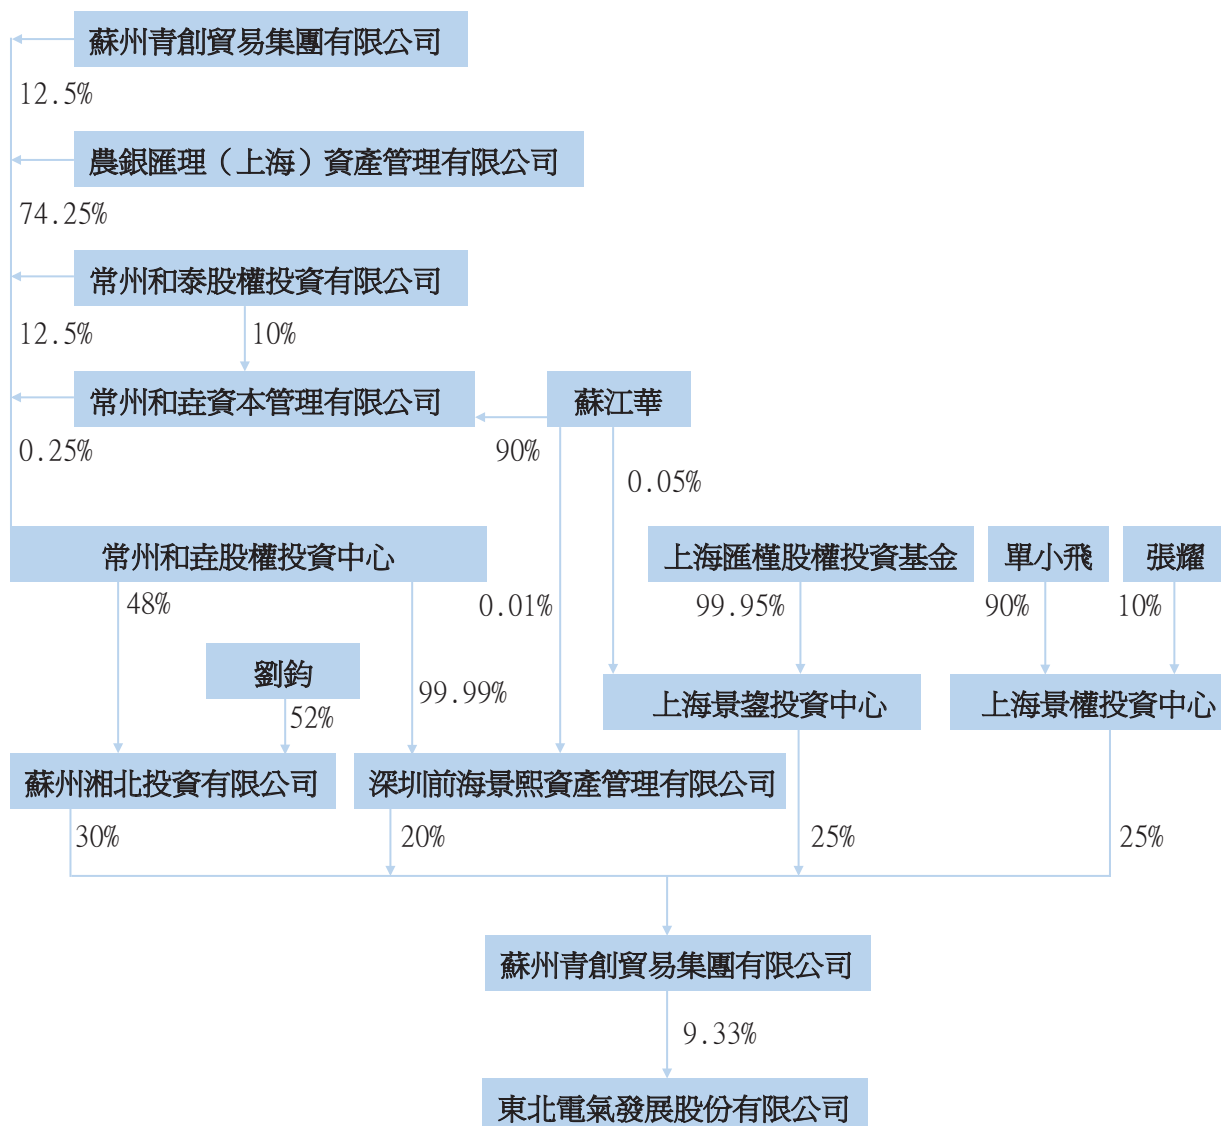 蘇州青創貿易集團有限公司
12.5%
農銀匯理（上海）資產管理有限公司
74.25%
常州和泰股權投資有限公司
12.5%
10%
常州和垚資本管理有限公司
蘇江華
0.25%
90%
0.05%
常州和垚股權投資中心
上海匯槿股權投資基金
單小飛
張耀
48%
0.01%
99.95%
90%
10%
劉鈞
99.99%
52%
上海景鋆投資中心
上海景權投資中心
蘇州湘北投資有限公司
深圳前海景熙資產管理有限公司
30%
20%
25%
25%
蘇州青創貿易集團有限公司
9.33%
東北電氣發展股份有限公司